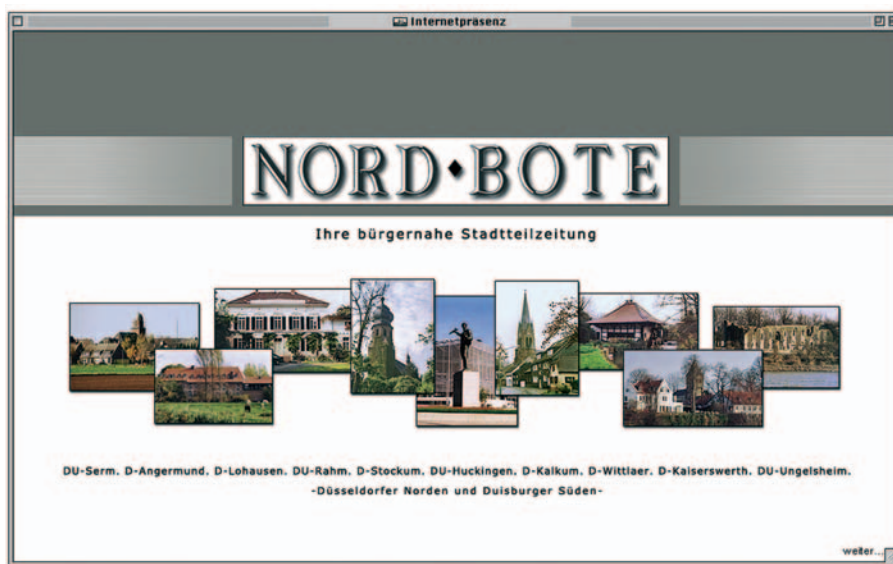 Internetpräsenz
NORD♦BOTE
Ihre bürgernahe Stadtteilzeitung
DU-Serm. D-Angermund. D-Lohausen. DU-Rahm. D-Stockum. DU-Huckingen. D-Kalkum. D-Wittlaer. D-Kaiserswerth. DU-Ungelsheim.
-Düsseldorfer Norden und Duisburger Süden-
weiter...